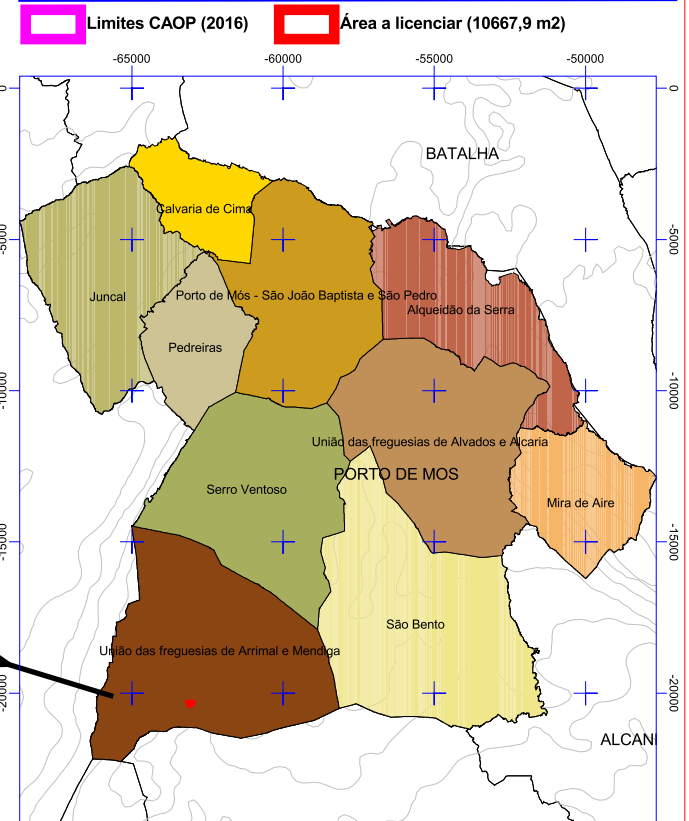 Limites CAOP (2016) Área a licenciar (10667,9 m2)
-65000 -60000 -55000 -50000
0 0
BATALHA
Calvaria de Cima
-5000 -5000
Juncal
Porto de Mós - São João Baptista e São Pedro
Alqueidão da Serra
Pedreiras
-10000 -10000
União das freguesias de Alvados e Alcaria
PORTO DE MOS
Serro Ventoso
Mira de Aire
-15000 -15000
São Bento
União das freguesias de Arrimal e Mendiga
-20000 -20000
ALCANI